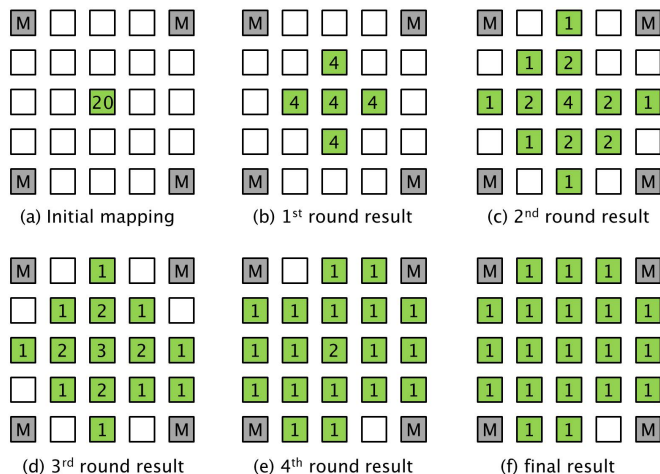 M M
20
M M
(a) Initial mapping
M M
4
4 4 4
4
M M
(b) 1st round result
M 1 M
1 2
1 2 4 2 1
1 2 2
M 1 M
(c) 2nd round result
M 1 M
1 2 1
1 2 3 2 1
1 2 1 1
M 1 M
(d) 3rd round result
M 1 1 M
1 1 1 1 1
1 1 2 1 1
1 1 1 1 1
M 1 1 M
(e) 4th round result
M 1 1 1 M
1 1 1 1 1
1 1 1 1 1
1 1 1 1 1
M 1 1 M
(f) final result